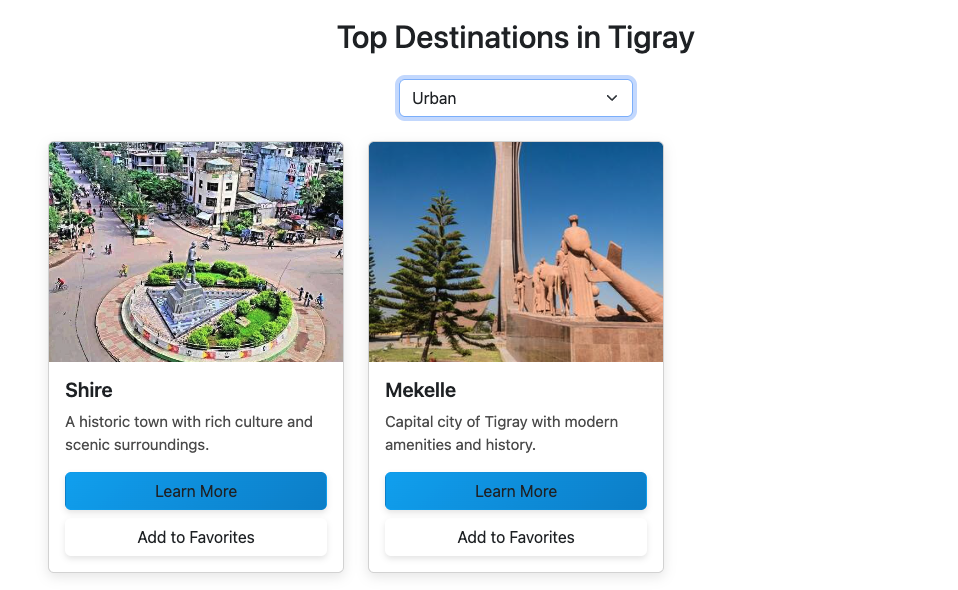 Top Destinations in Tigray
Urban
Shire
A historic town with rich culture and
scenic surroundings.
Learn More
Add to Favorites
Mekelle
Capital city of Tigray with modern
amenities and history.
Learn More
Add to Favorites